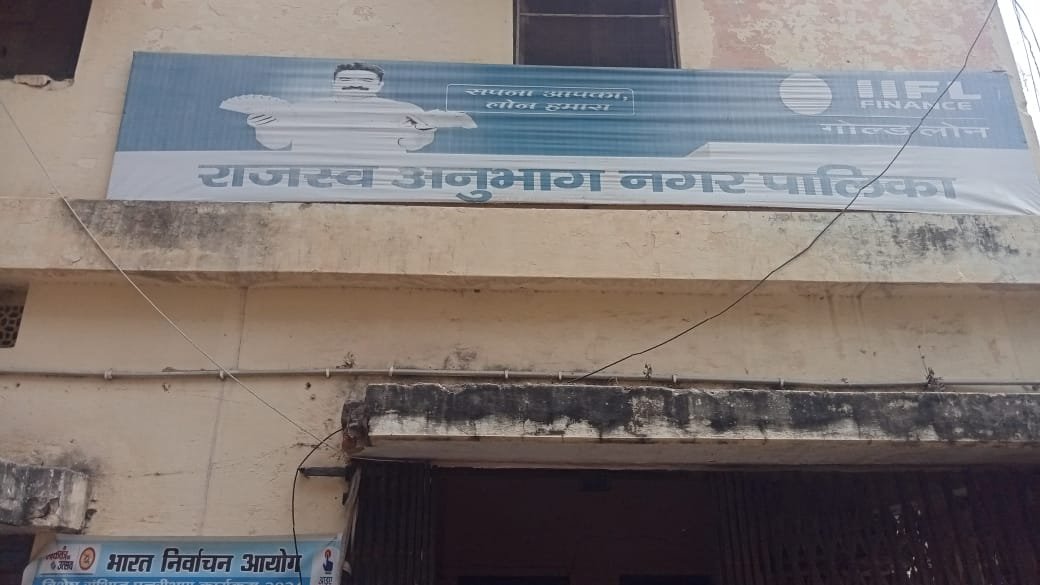 सपना आपका,
लोन हमारा
IIFL
FINANCE
गोल्ड लोन
राजस्व अनुभाग नगर पालिका
भारत निर्वाचन आयोग